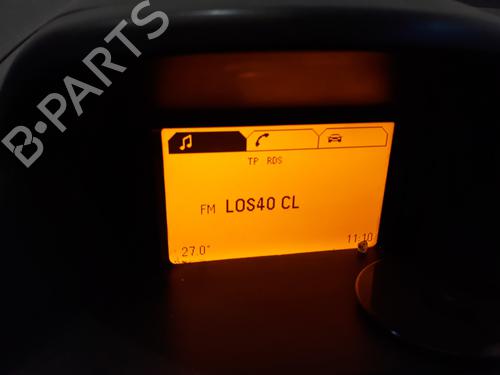 B-PARTS
TP RDS
FM LOS40 CL
27.0° 11:10